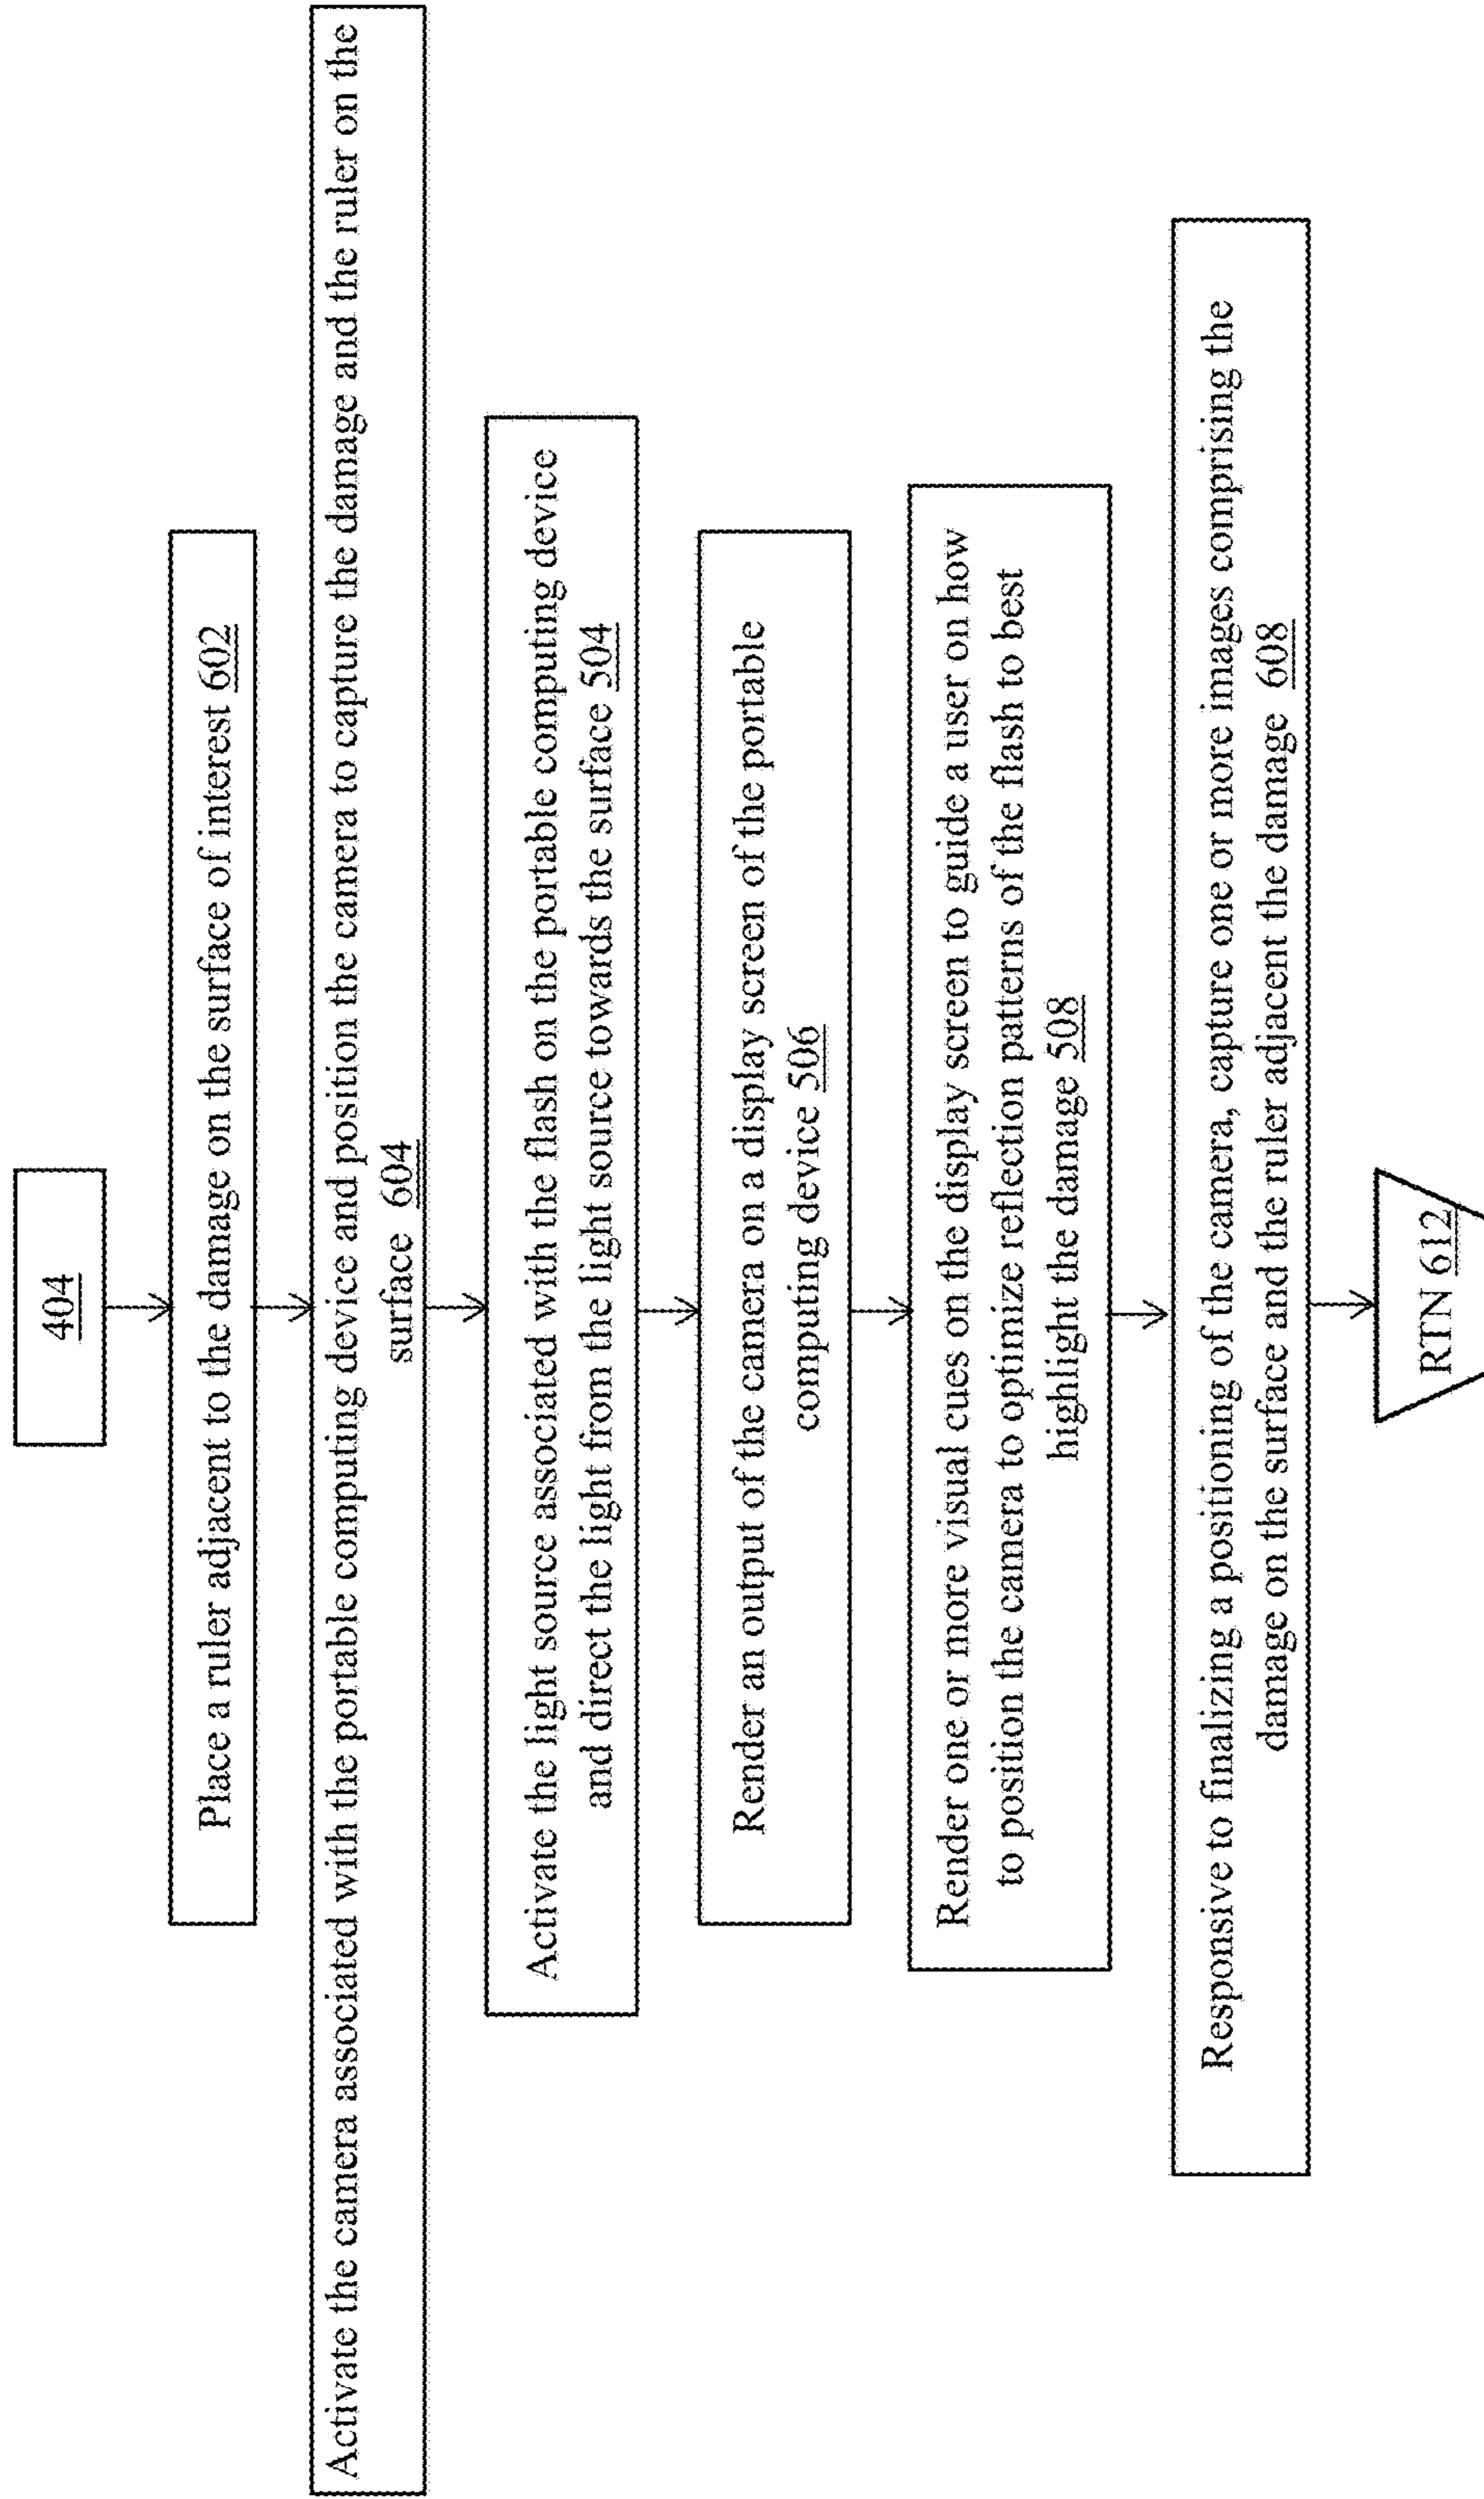 404
Place a ruler adjacent to the damage on the surface of interest 602
Activate the camera associated with the portable computing device and position the camera to capture the damage and the ruler on the
surface 604
Activate the light source associated with the flash on the portable computing device
and direct the light from the light source towards the surface 504
Render an output of the camera on a display screen of the portable
computing device 506
Render one or more visual cues on the display screen to guide a user on how
to position the camera to optimize reflection patterns of the flash to best
highlight the damage 508
Responsive to finalizing a positioning of the camera, capture one or more images comprising the
damage on the surface and the ruler adjacent the damage 608
RTN 612